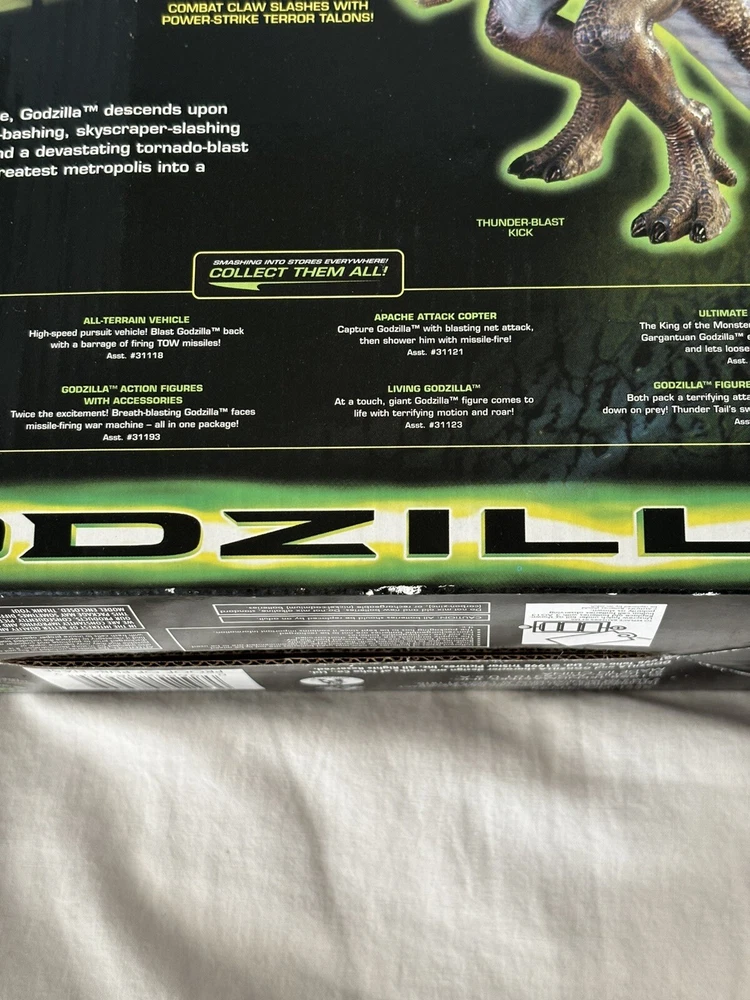 COMBAT CLAW SLASHES WITH
POWER-STRIKE TERROR TALONS!
e, Godzilla™ descends upon
-bashing, skyscraper-slashing
nd a devastating tornado-blast
reatest metropolis into a
THUNDER-BLAST
KICK
SMASHING INTO STORES EVERYWHERE!
COLLECT THEM ALL!
ALL-TERRAIN VEHICLE
High-speed pursuit vehicle! Blast Godzilla™ back
with a barrage of firing TOW missiles!
Asst. #31118
APACHE ATTACK COPTER
Capture Godzilla™ with blasting net attack,
then shower him with missile-fire!
Asst. #31121
ULTIMATE
The King of the Monste
Gargantuan Godzilla™ e
and lets loose
Asst.
GODZILLA™ ACTION FIGURES
WITH ACCESSORIES
Twice the excitement! Breath-blasting Godzilla™ faces
missile-firing war machine – all in one package!
Asst. #31193
LIVING GODZILLA™
At a touch, giant Godzilla™ figure comes to
life with terrifying motion and roar!
Asst. #31123
GODZILLA™ FIGURE
Both pack a terrifying atta
down on prey! Thunder Tail's sw
Ass
ODZILL